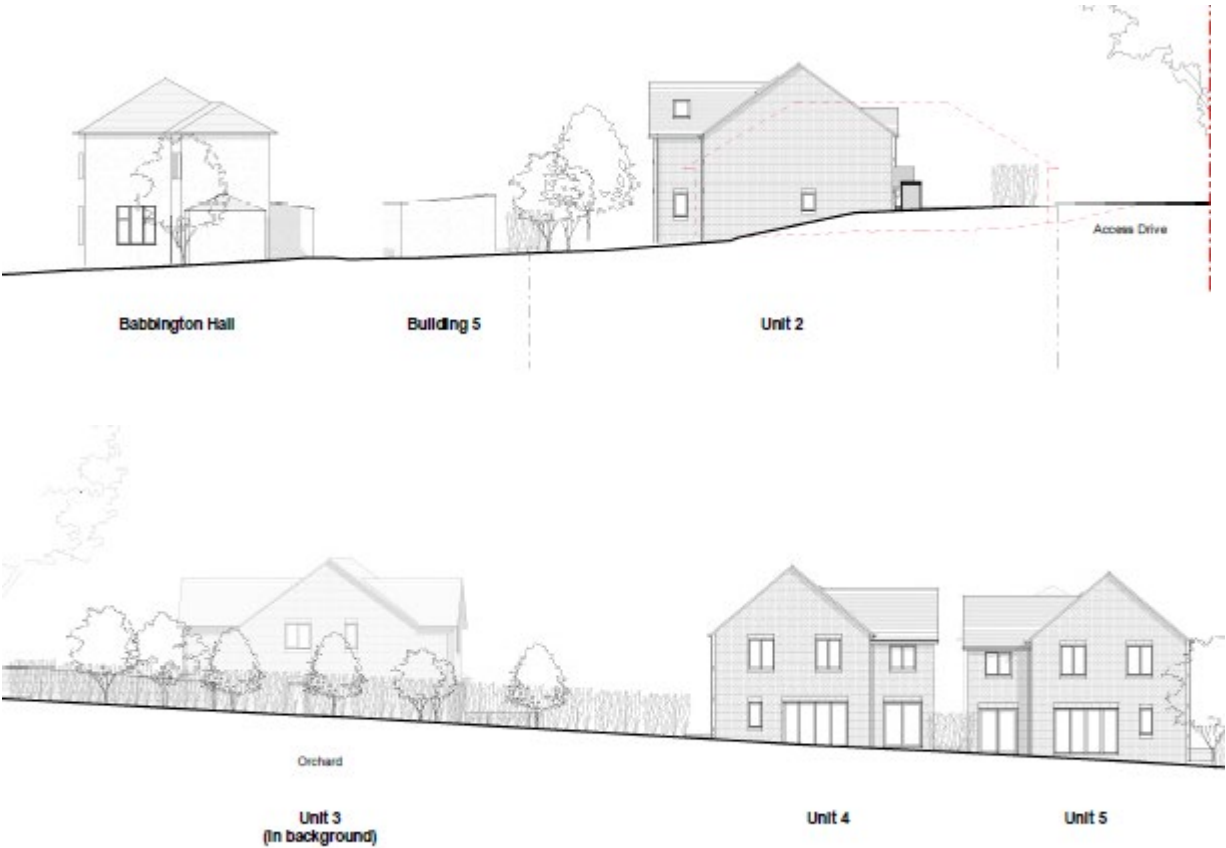 Access Drive
Babbington Hall
Building 5
Unit 2
Orchard
Unit 3
(In background)
Unit 4
Unit 5